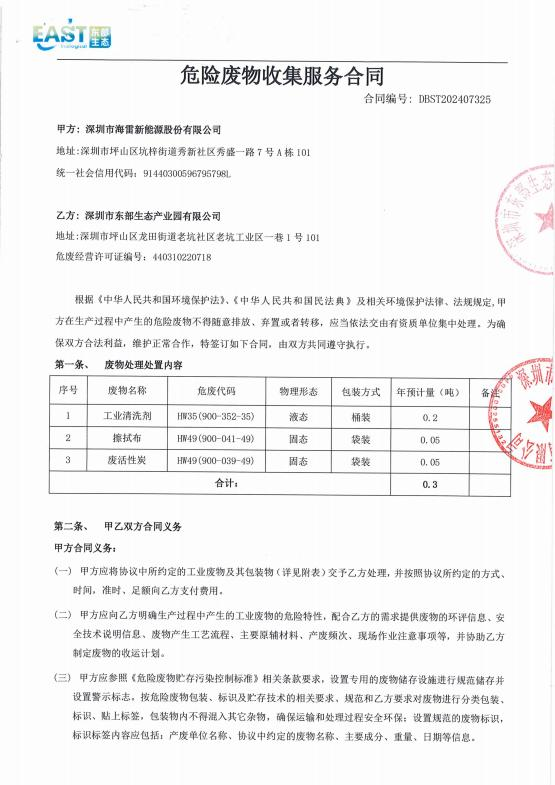 EAST 东部生态
Ecological
危险废物收集服务合同
合同编号: DBST202407325
甲方: 深圳市海雷新能源股份有限公司
地址:深圳市坪山区坑梓街道秀新社区秀盛一路 7 号 A 栋 101
统一社会信用代码: 91440300596795798L
乙方: 深圳市东部生态产业园有限公司
地址:深圳市坪山区龙田街道老坑社区老坑工业区一巷 1 号 101
危废经营许可证编号: 440310220718
根据《中华人民共和国环境保护法》、《中华人民共和国民法典》及相关环境保护法律、法规规定,甲
方在生产过程中产生的危险废物不得随意排放、弃置或者转移，应当依法交由有资质单位集中处理。为确
保双方合法利益，维护正常合作，特签订如下合同，由双方共同遵守执行。
第一条、 废物处理处置内容
序号 废物名称 危废代码 物理形态 包装方式 年预计量（吨） 备注
1 工业清洗剂 HW35(900-352-35) 液态 桶装 0.2
2 擦拭布 HW49(900-041-49) 固态 袋装 0.05
3 废活性炭 HW49(900-039-49) 固态 袋装 0.05
合计: 0.3
第二条、 甲乙双方合同义务
甲方合同义务:
(一) 甲方应将协议中所约定的工业废物及其包装物（详见附表）交予乙方处理，并按照协议所约定的方式、
时间，准时、足额向乙方支付费用。
(二) 甲方应向乙方明确生产过程中产生的工业废物的危险特性，配合乙方的需求提供废物的环评信息、安
全技术说明信息、废物产生工艺流程、主要原辅材料、产废频次、现场作业注意事项等，并协助乙方
制定废物的收运计划。
(三) 甲方应参照《危险废物贮存污染控制标准》相关条款要求，设置专用的废物储存设施进行规范储存并
设置警示标志，按危险废物包装、标识及贮存技术的相关要求、规范和乙方要求对废物进行分类包装、
标识、贴上标签，包装物内不得混入其它杂物，确保运输和处理过程安全环保；设置规范的废物标识，
标识标签内容应包括：产废单位名称、协议中约定的废物名称、主要成分、重量、日期等信息。
深圳市东部生态
深圳市
有限公司